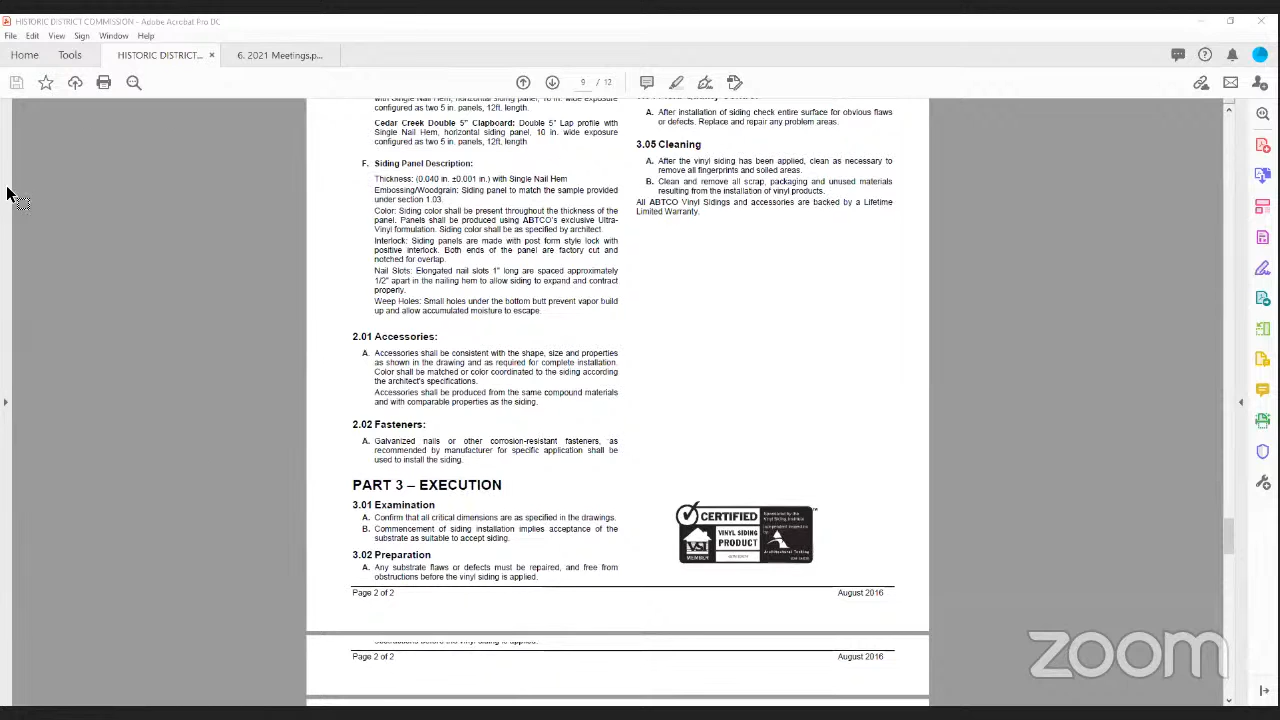 HISTORIC DISTRICT COMMISSION - Adobe Acrobat Pro DC
File Edit View Sign Window Help
Home Tools HISTORIC DISTRICT... × 6. 2021 Meetings.p...
9 / 12
configured as two 5 in. panels, 12ft. length.
Cedar Creek Double 5" Clapboard: Double 5" Lap profile with
Single Nail Hem, horizontal siding panel, 10 in. wide exposure
configured as two 5 in. panels, 12ft. length
F. Siding Panel Description:
Thickness: (0.040 in. ±0.001 in.) with Single Nail Hem
Embossing/Woodgrain: Siding panel to match the sample provided
under section 1.03.
Color: Siding color shall be present throughout the thickness of the
panel. Panels shall be produced using ABTCO's exclusive Ultra-
Vinyl formulation. Siding color shall be as specified by architect.
Interlock: Siding panels are made with post form style lock with
positive interlock. Both ends of the panel are factory cut and
notched for overlap.
Nail Slots: Elongated nail slots 1" long are spaced approximately
1/2" apart in the nailing hem to allow siding to expand and contract
properly.
Weep Holes: Small holes under the bottom butt prevent vapor build
up and allow accumulated moisture to escape.
2.01 Accessories:
A. Accessories shall be consistent with the shape, size and properties
as shown in the drawing and as required for complete installation.
Color shall be matched or color coordinated to the siding according
the architect's specifications.
Accessories shall be produced from the same compound materials
and with comparable properties as the siding.
2.02 Fasteners:
A. Galvanized nails or other corrosion-resistant fasteners, as
recommended by manufacturer for specific application shall be
used to install the siding.
PART 3 – EXECUTION
3.01 Examination
A. Confirm that all critical dimensions are as specified in the drawings.
B. Commencement of siding installation implies acceptance of the
substrate as suitable to accept siding.
3.02 Preparation
A. Any substrate flaws or defects must be repaired, and free from
obstructions before the vinyl siding is applied.
A. After installation of siding check entire surface for obvious flaws
or defects. Replace and repair any problem areas.
3.05 Cleaning
A. After the vinyl siding has been applied, clean as necessary to
remove all fingerprints and soiled areas.
B. Clean and remove all scrap, packaging and unused materials
resulting from the installation of vinyl products.
All ABTCO Vinyl Sidings and accessories are backed by a Lifetime
Limited Warranty.
CERTIFIED
VSI
MEMBER
VINYL SIDING
PRODUCT
Sponsored by the
Vinyl Siding Institute
Architectural Testing
Page 2 of 2 August 2016
Page 2 of 2 August 2016
zoom